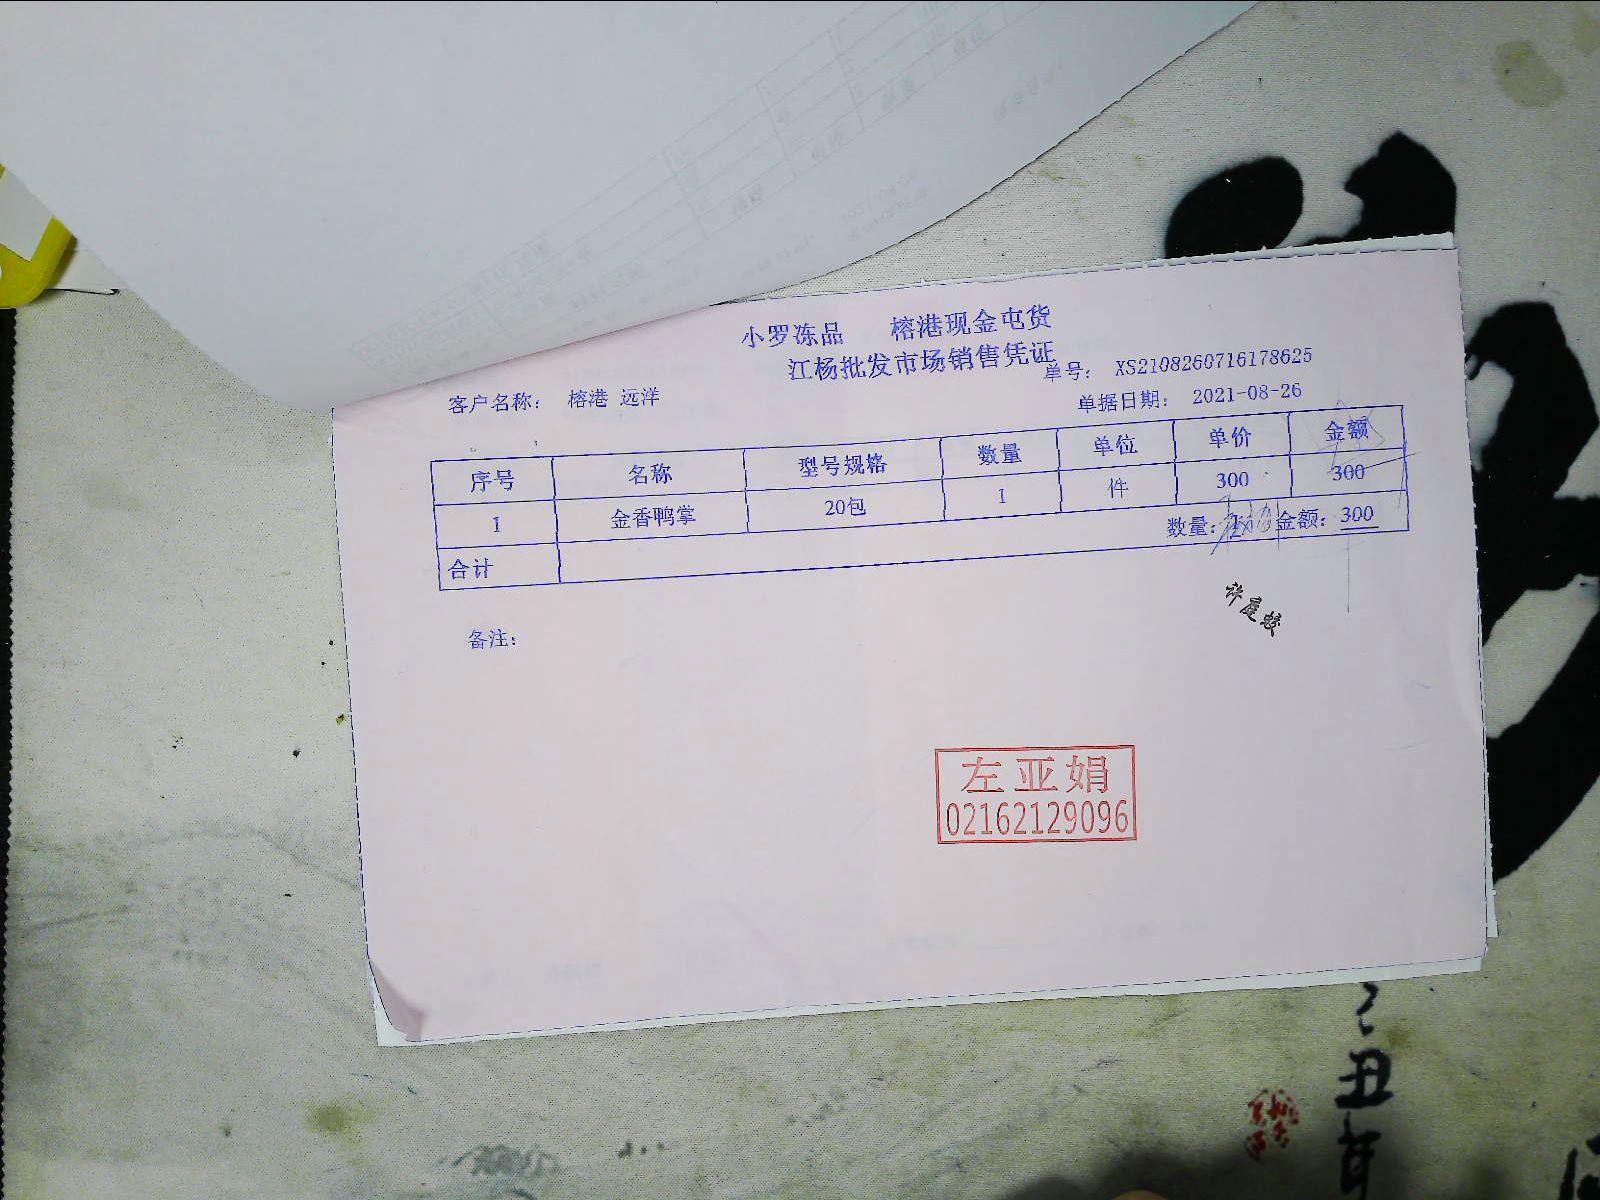 小罗冻品 榕港现金屯货
江杨批发市场销售凭证
单号： XS2108260716178625
客户名称： 榕港 远洋
单据日期： 2021-08-26
序号 名称 型号规格 数量 单位 单价 金额
1 金香鸭掌 20包 1 件 300 300
合计 数量： 金额：300
备注：
左亚娟
02162129096
丑